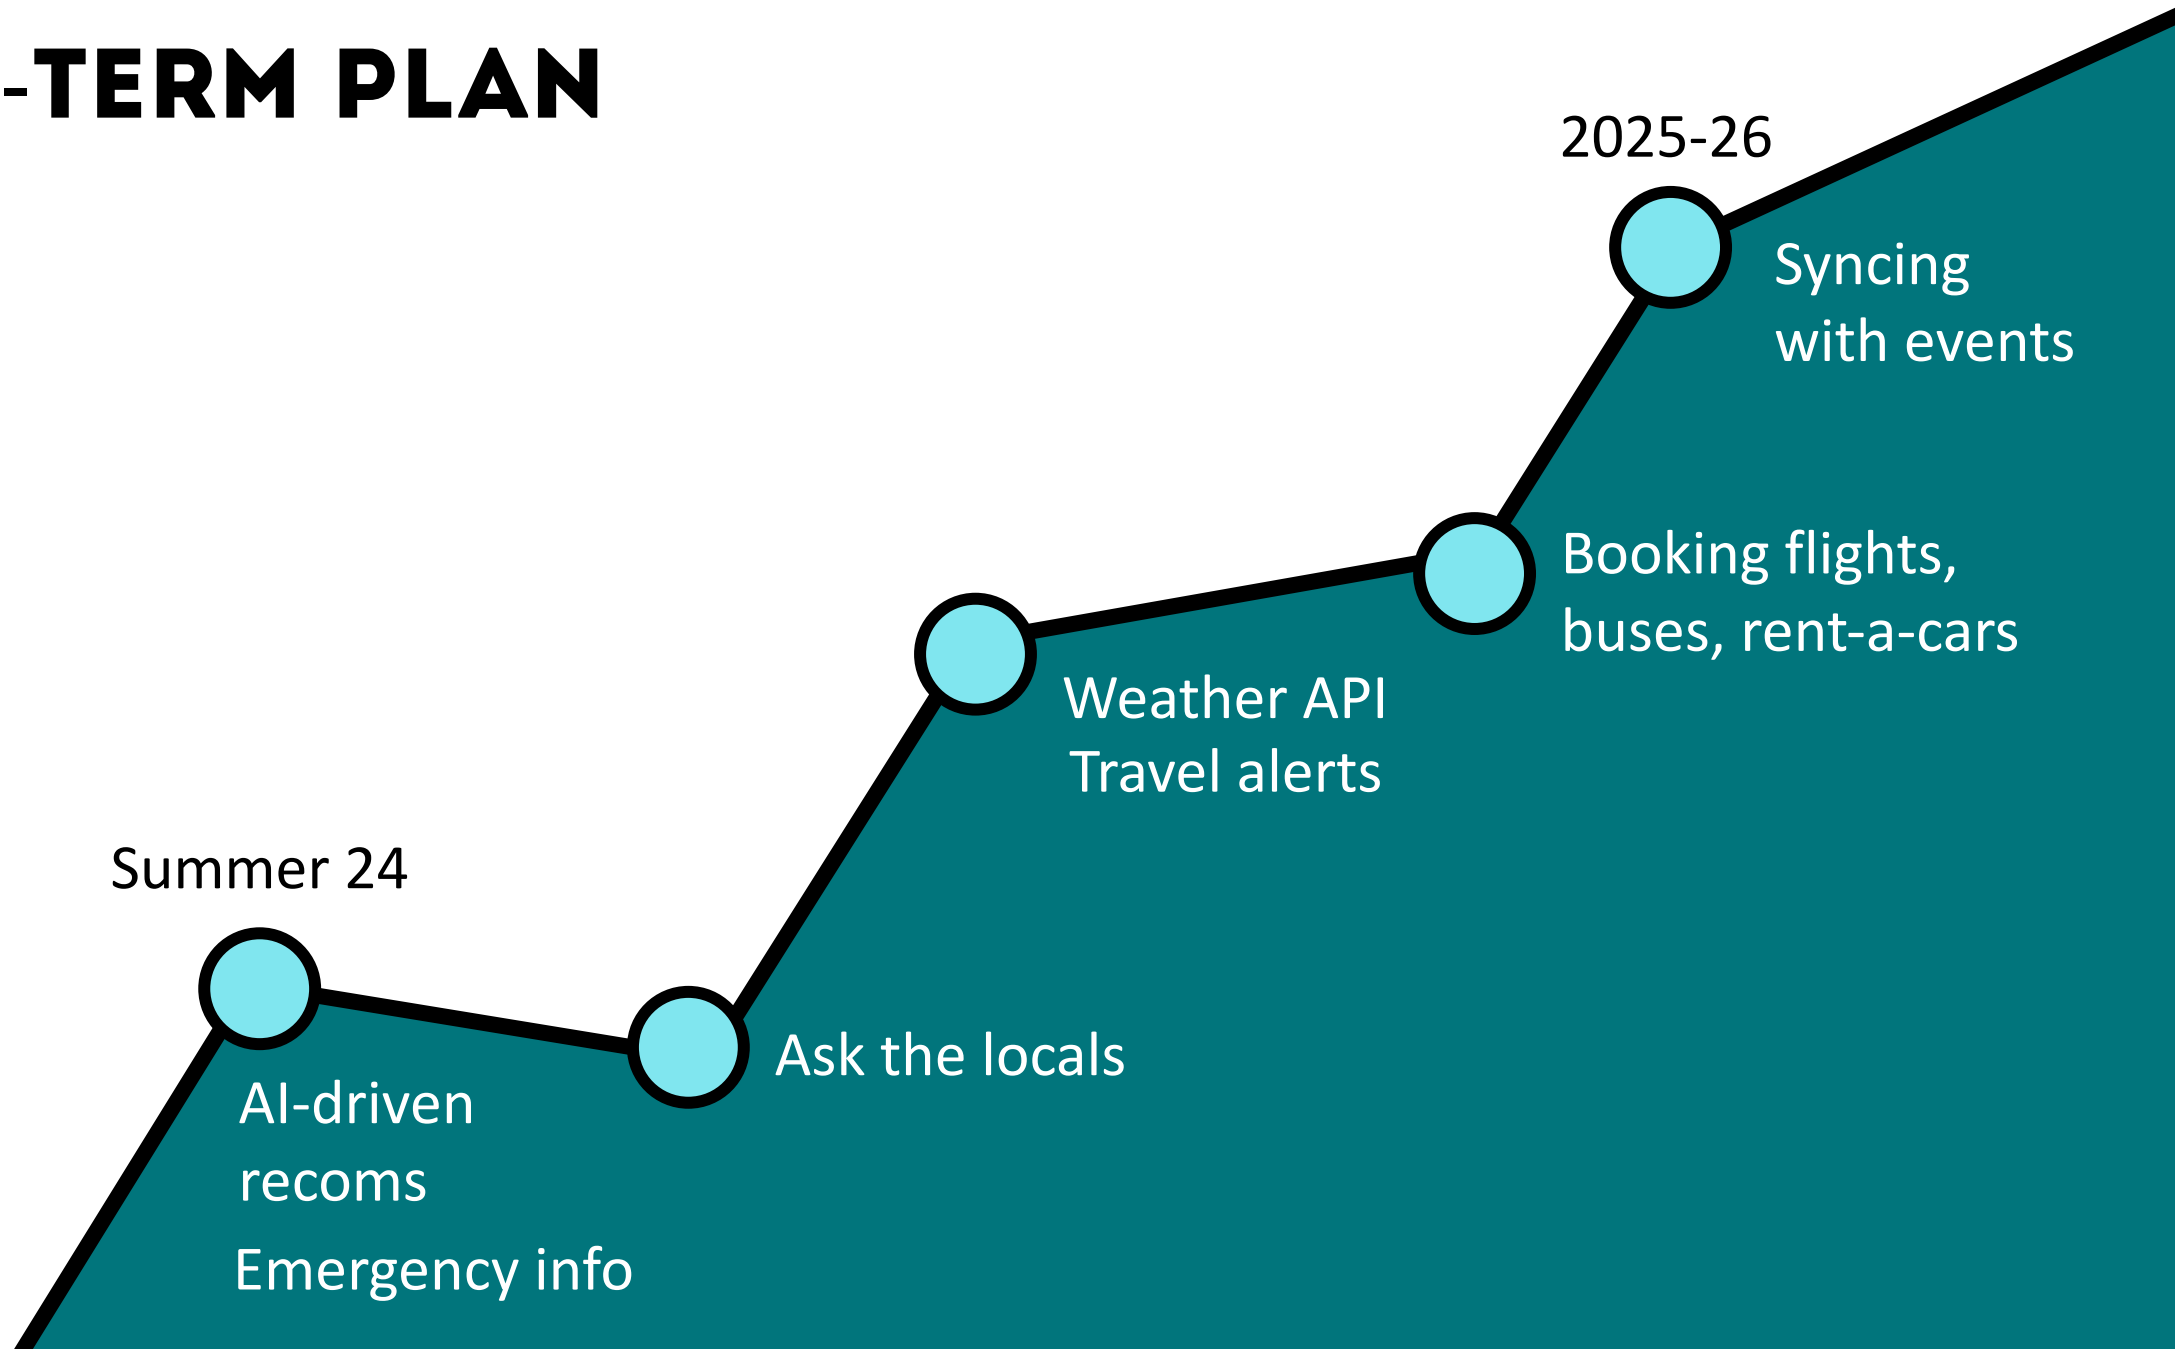 -TERM PLAN
2025-26
Syncing
with events
Booking flights,
buses, rent-a-cars
Weather API
Travel alerts
Summer 24
Ask the locals
AI-driven
recoms
Emergency info